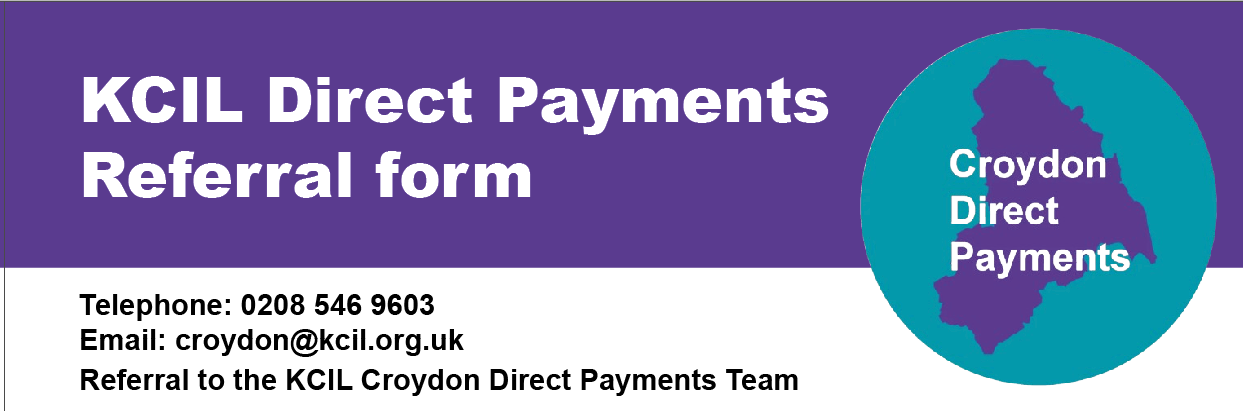 KCIL Direct Payments
Referral form
Croydon
Direct
Payments
Telephone: 0208 546 9603
Email: croydon@kcil.org.uk
Referral to the KCIL Croydon Direct Payments Team